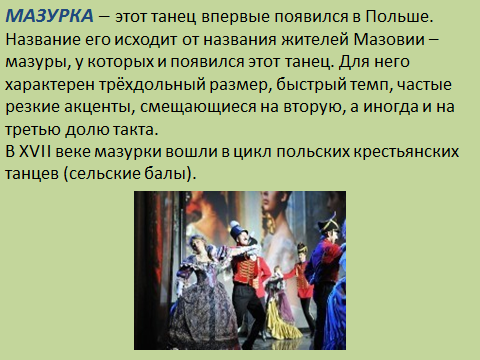 МАЗУРКА – этот танец впервые появился в Польше.
Название его исходит от названия жителей Мазовии –
мазуры, у которых и появился этот танец. Для него
характерен трёхдольный размер, быстрый темп, частые
резкие акценты, смещающиеся на вторую, а иногда и на
третью долю такта.
В XVII веке мазурки вошли в цикл польских крестьянских
танцев (сельские балы).